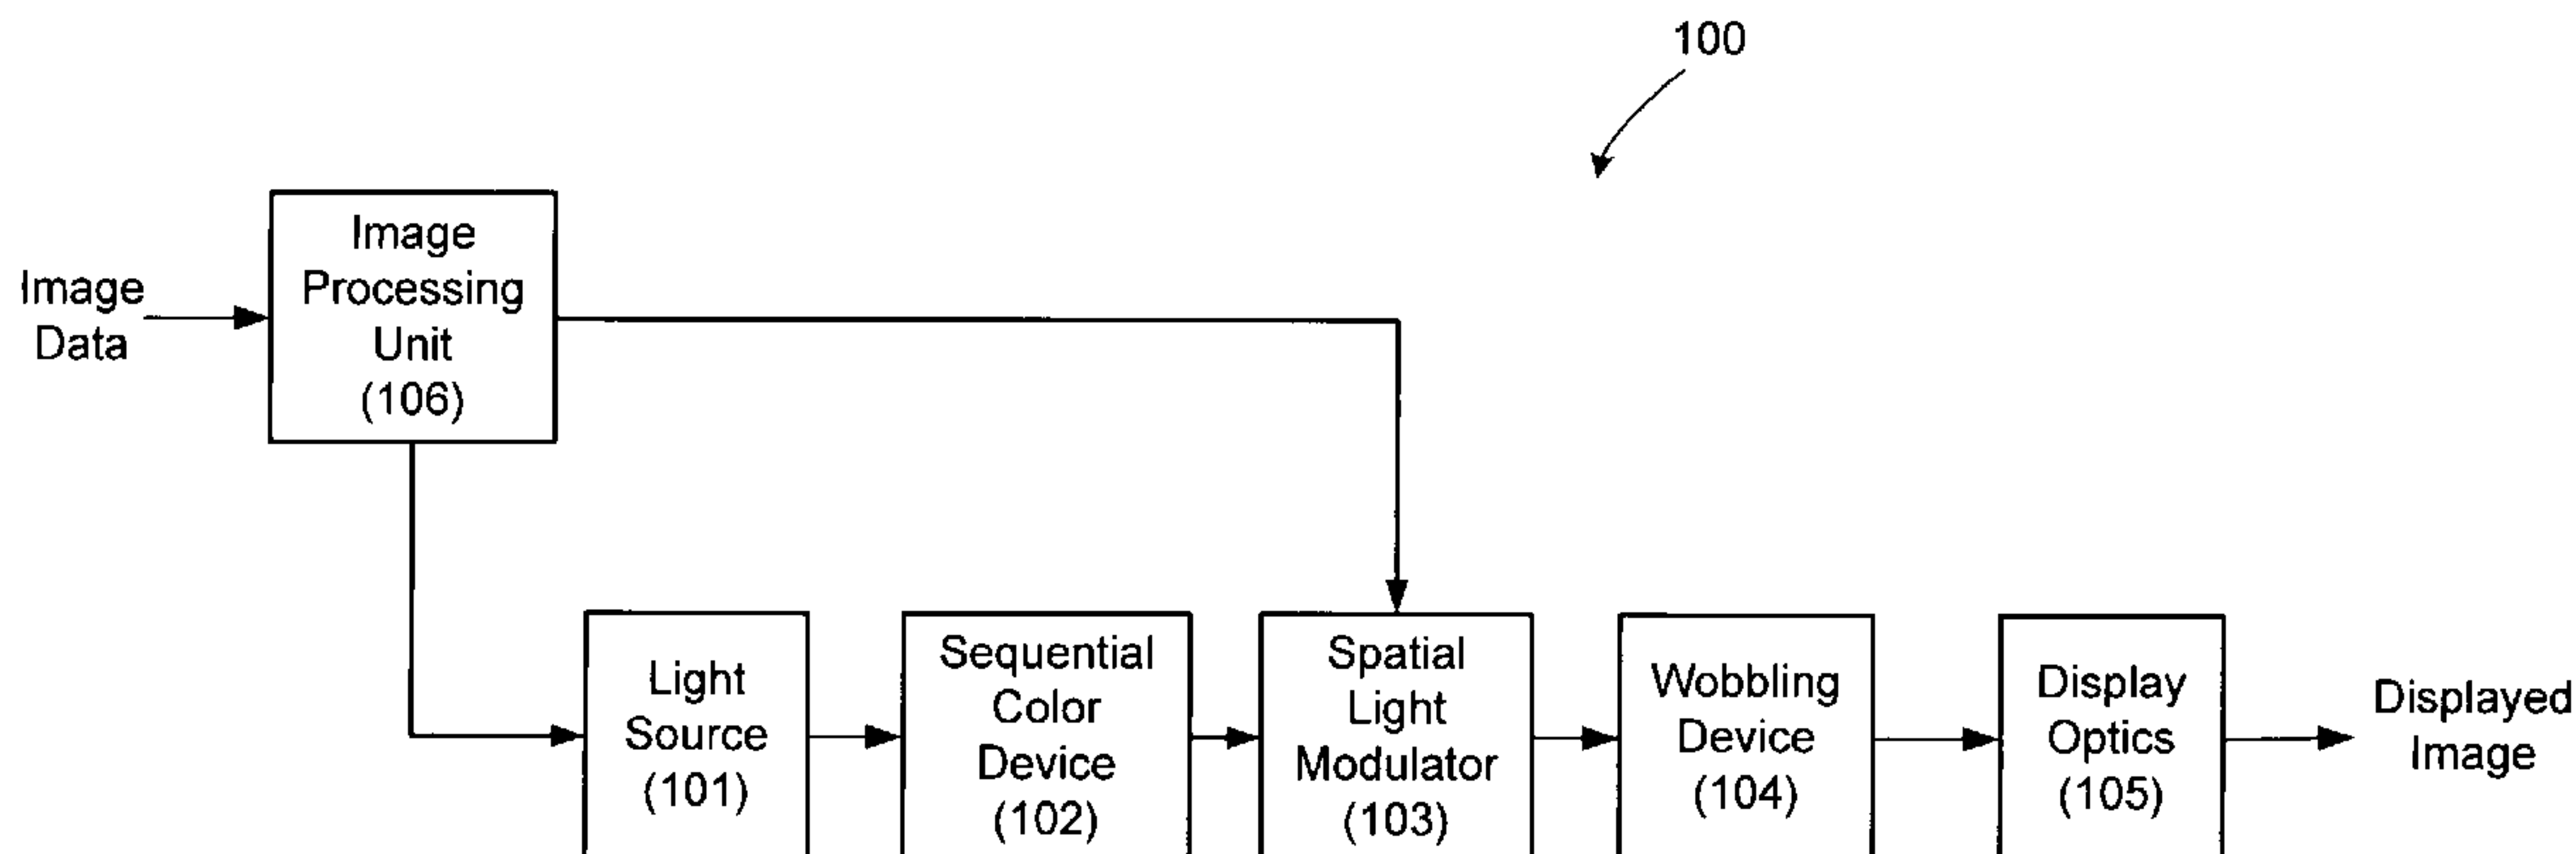 100
Image
Processing
Unit
(106)
Image
Data
Light
Source
(101)
Sequential
Color
Device
(102)
Spatial
Light
Modulator
(103)
Wobbling
Device
(104)
Display
Optics
(105)
Displayed
Image